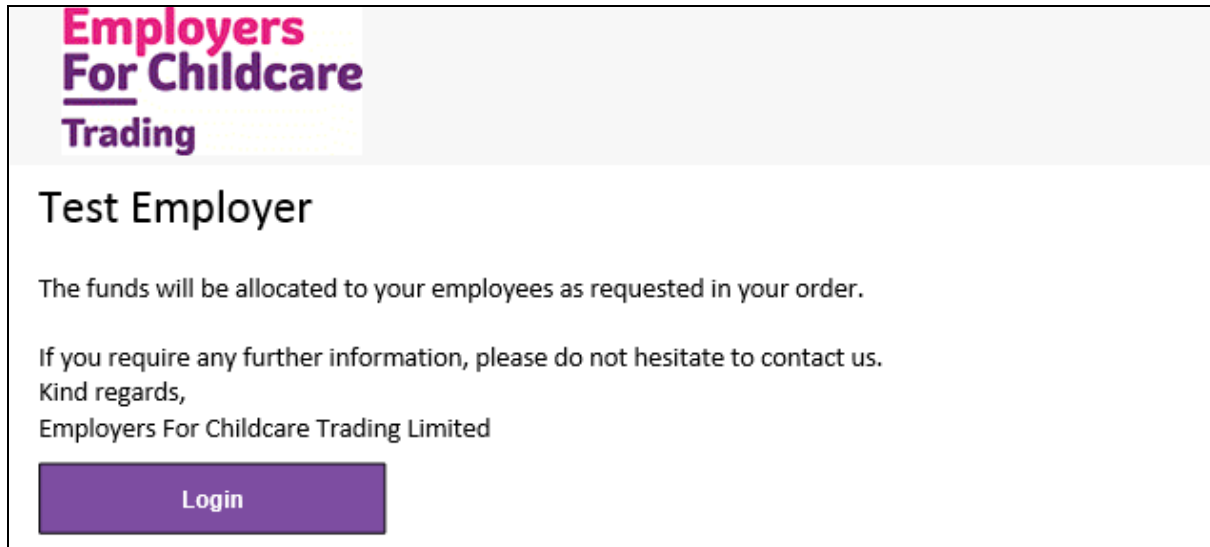 Employers
For Childcare
Trading
Test Employer
The funds will be allocated to your employees as requested in your order.
If you require any further information, please do not hesitate to contact us.
Kind regards,
Employers For Childcare Trading Limited
Login